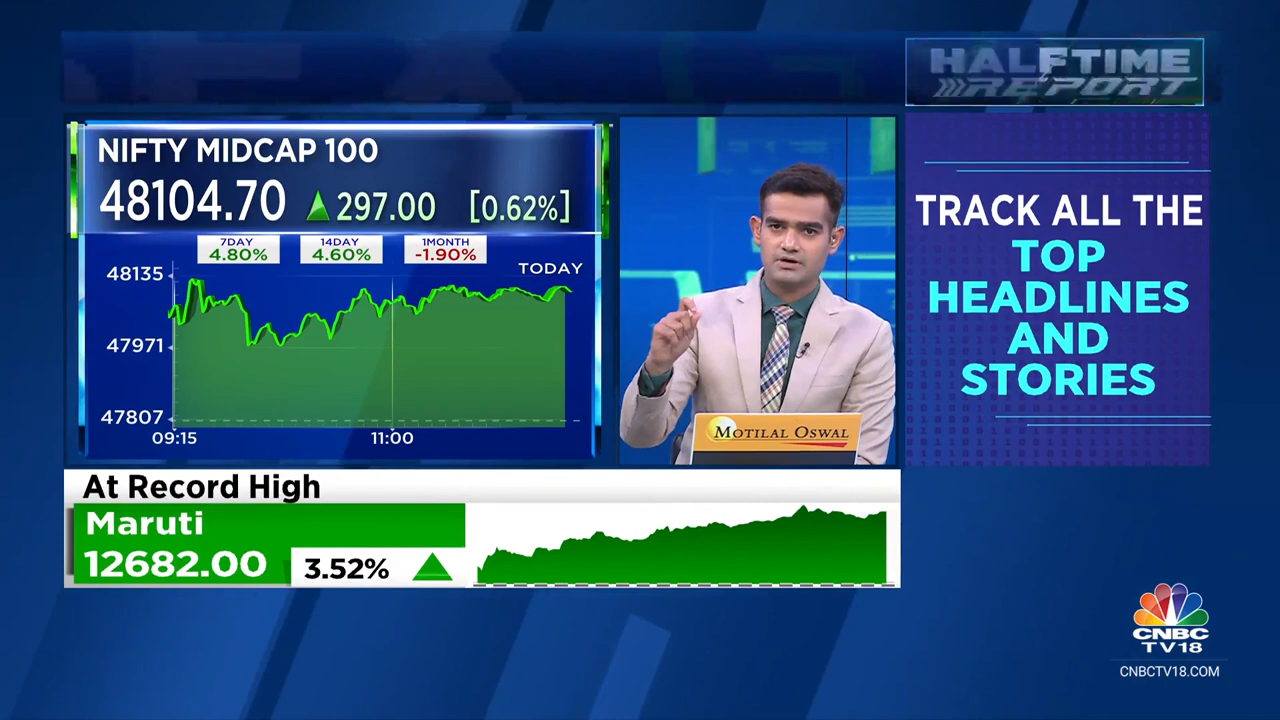 HALFTIME
REPORT
NIFTY MIDCAP 100
48104.70 ▲ 297.00 [0.62%]
7DAY
4.80%
14DAY
4.60%
1MONTH
-1.90%
TODAY
48135
47971
47807
09:15
11:00
MOTILAL OSWAL
TRACK ALL THE
TOP
HEADLINES
AND
STORIES
At Record High
Maruti
12682.00
3.52%
CNBC
TV18
CNBCTV18.COM